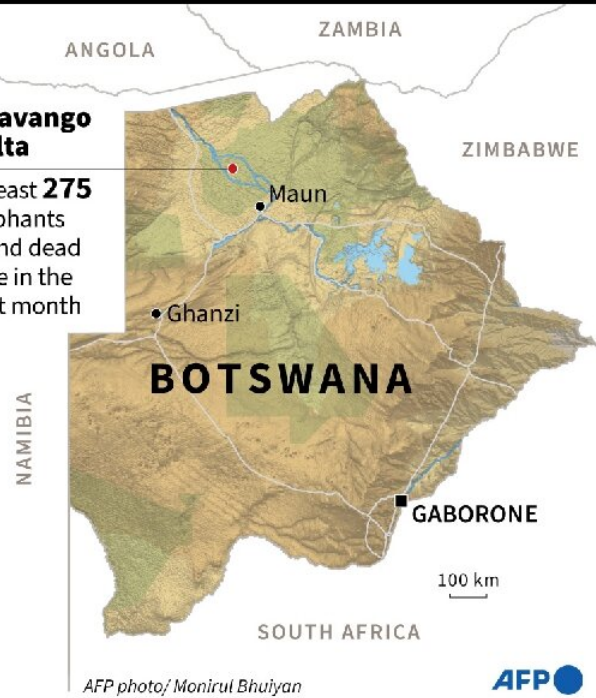 ZAMBIA
ANGOLA
avango
lta
ZIMBABWE
east 275
phants
nd dead
e in the
t month
Maun
Ghanzi
BOTSWANA
NAMIBIA
GABORONE
100 km
SOUTH AFRICA
AFP photo/ Monirul Bhuiyan
AFP